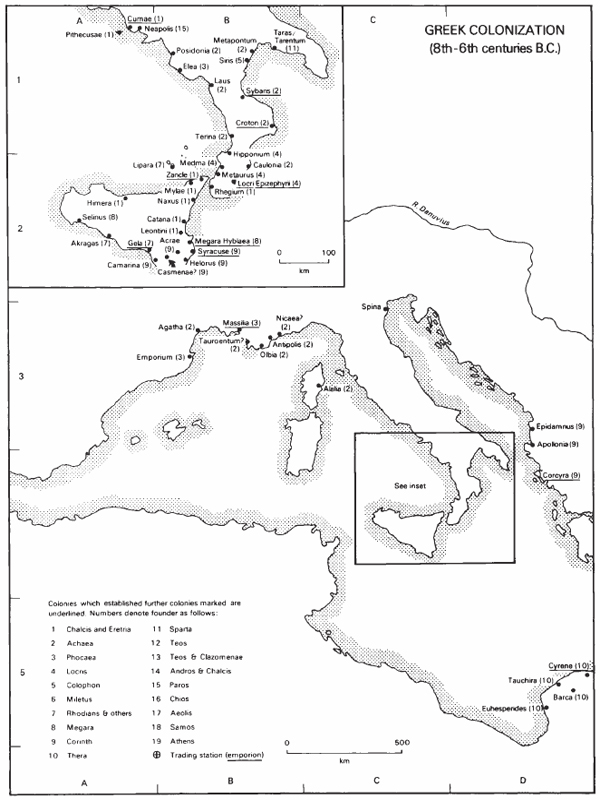 A
B
C
GREEK COLONIZATION
(8th-6th centuries B.C.)
Cumae (1)
Neapolis (15)
Pithecusae (1)
Taras/
Tarentum
(11)
Metapontum
(2)
Posidonia (2)
Siris (5)
Elea (3)
1
Laus
(2)
Sybaris (2)
Croton (2)
Terina (2)
Hipponium (4)
Lipara (7)
Medma (4)
Caulonia (2)
Metaurus (4)
Zancle (1)
Locri Epizephyrii (4)
Mylae (1)
Rhegium (1)
Naxus (1)
Himera (1)
Selinus (8)
Catana (1)
Leontini (1)
2
Akragas (7)
Gela (7)
Acrae
(9)
Megara Hyblaea (8)
Syracuse (9)
Camarina (9)
Helorus (9)
Casmenae? (9)
0 100
km
R. Danuvius
Spina
Agatha (2)
Massilia (3)
Nicaea?
(2)
Tauroentum?
(2)
Antipolis (2)
Olbia (2)
Emporium (3)
3
Alalia (2)
Epidamnus (9)
Apollonia (9)
Corcyra (9)
See inset
Colonies which established further colonies marked are
underlined. Numbers denote founder as follows:
1 Chalcis and Eretria
2 Achaea
3 Phocaea
4 Locris
5 Colophon
6 Miletus
7 Rhodians & others
8 Megara
9 Corinth
10 Thera
11 Sparta
12 Teos
13 Teos & Clazomenae
14 Andros & Chalcis
15 Paros
16 Chios
17 Aeolis
18 Samos
19 Athens
⊕ Trading station (emporion)
5
Cyrene (10)
Tauchira (10)
Barca (10)
Euhesperides (10)
0 500
km
A
B
C
D